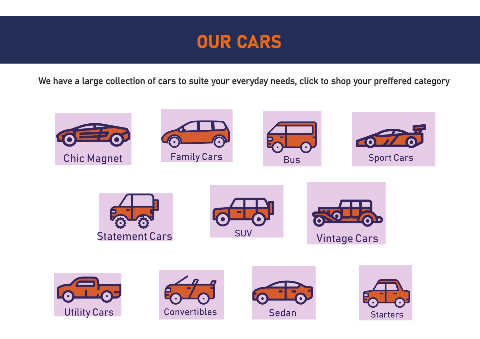 OUR CARS
We have a large collection of cars to suite your everyday needs, click to shop your preffered category
Chic Magnet
Family Cars
Bus
Sport Cars
Statement Cars
SUV
Vintage Cars
Utility Cars
Convertibles
Sedan
Starters